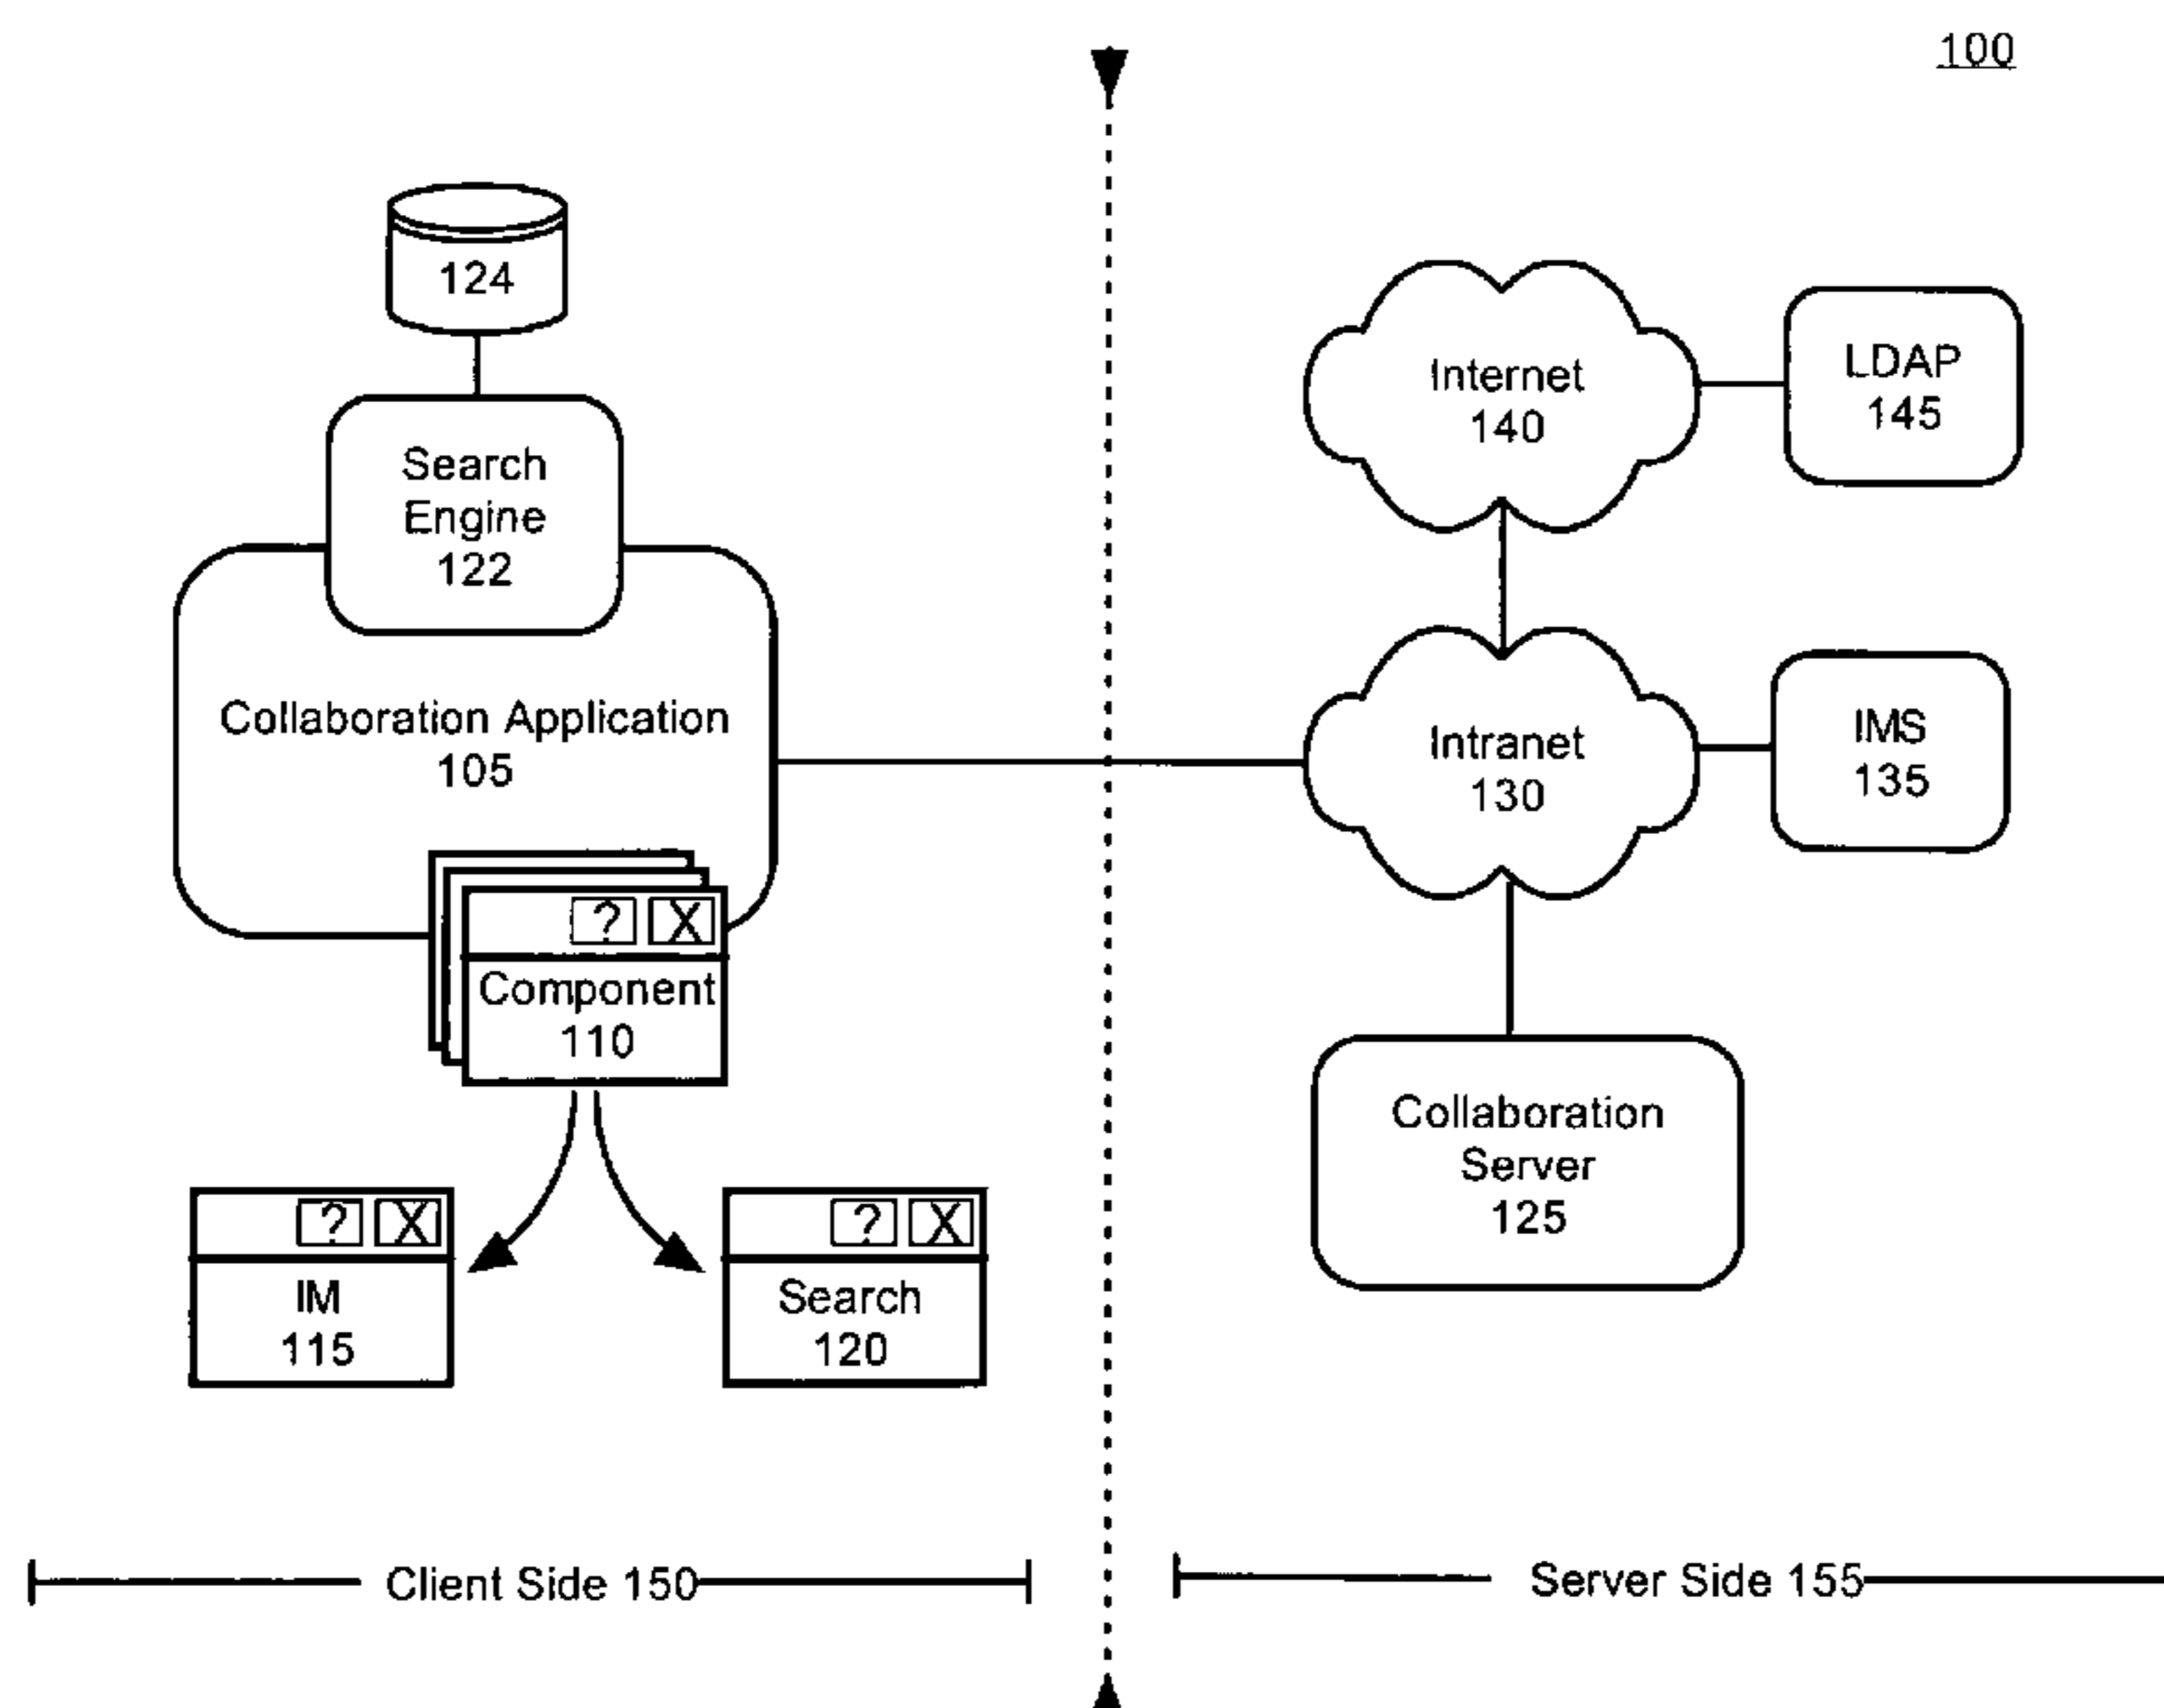 100
124
Search
Engine
122
Collaboration Application
105
? X
Component
110
? X
IM
115
? X
Search
120
Internet
140
LDAP
145
Intranet
130
IMS
135
Collaboration
Server
125
Client Side 150
Server Side 155